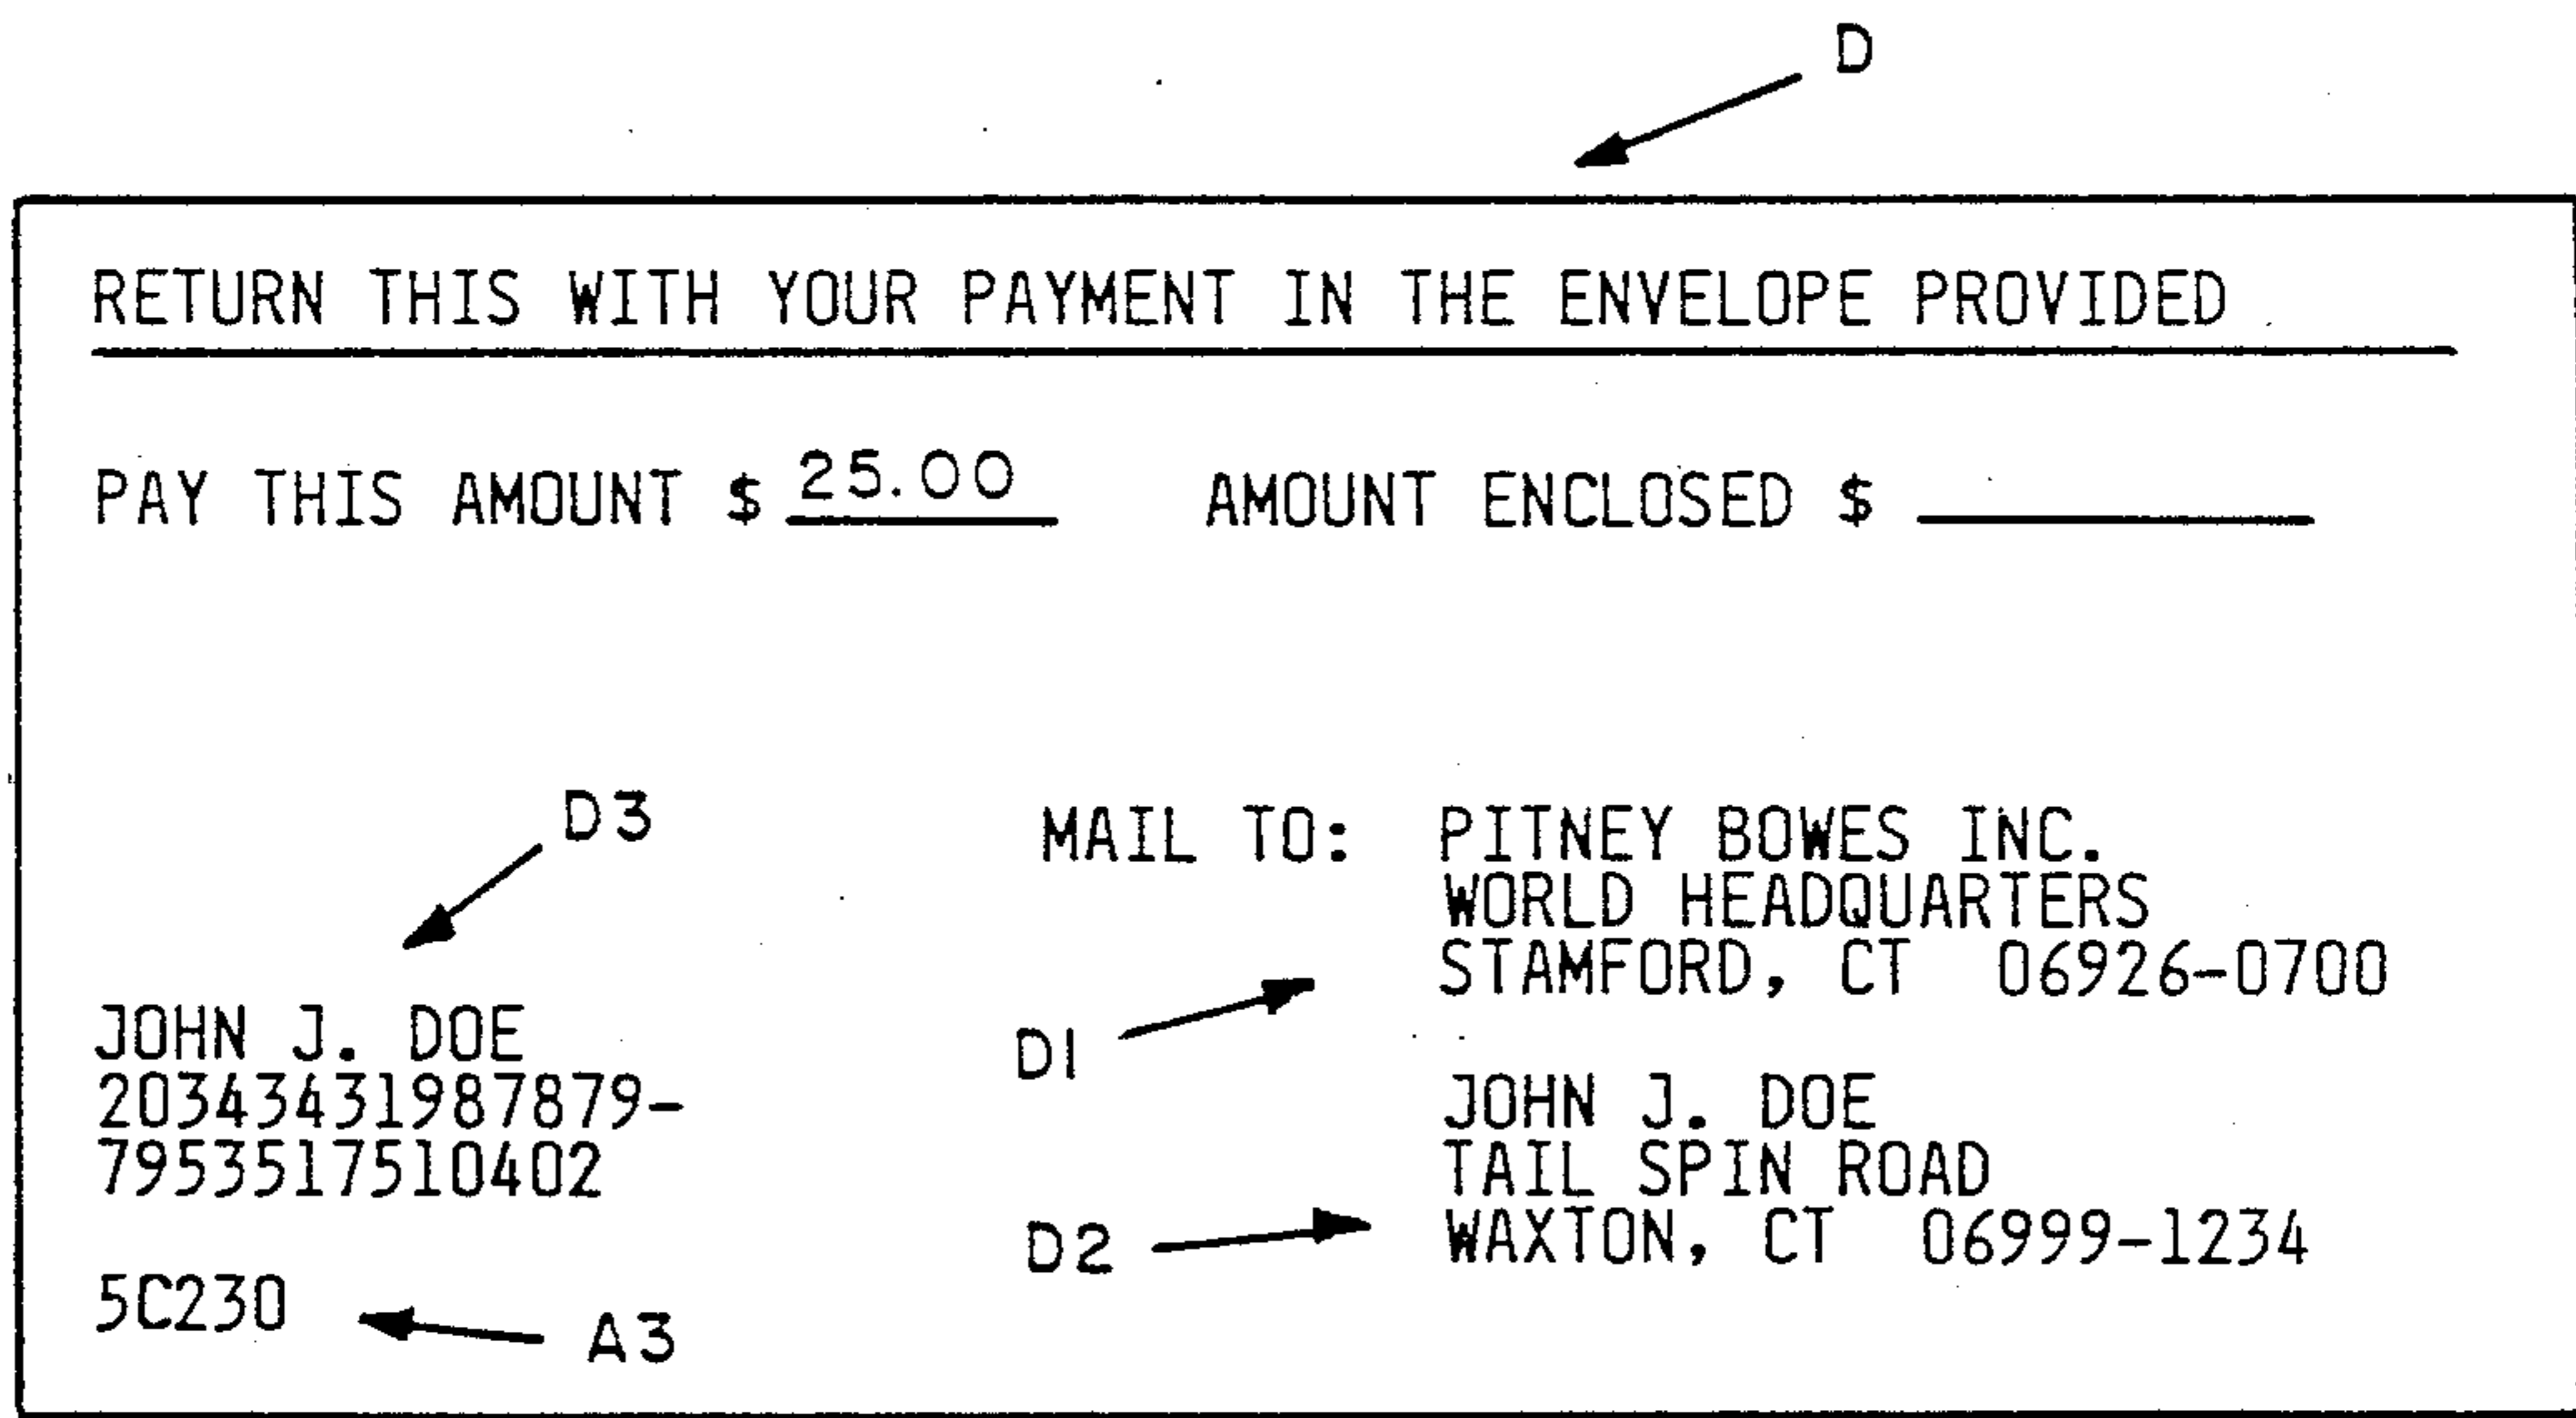 D
RETURN THIS WITH YOUR PAYMENT IN THE ENVELOPE PROVIDED
PAY THIS AMOUNT $ 25.00 AMOUNT ENCLOSED $
D3
MAIL TO: PITNEY BOWES INC.
WORLD HEADQUARTERS
STAMFORD, CT 06926-0700
D1
JOHN J. DOE
20343431987879-
7953517510402
JOHN J. DOE
TAIL SPIN ROAD
WAXTON, CT 06999-1234
D2
5C230
A3